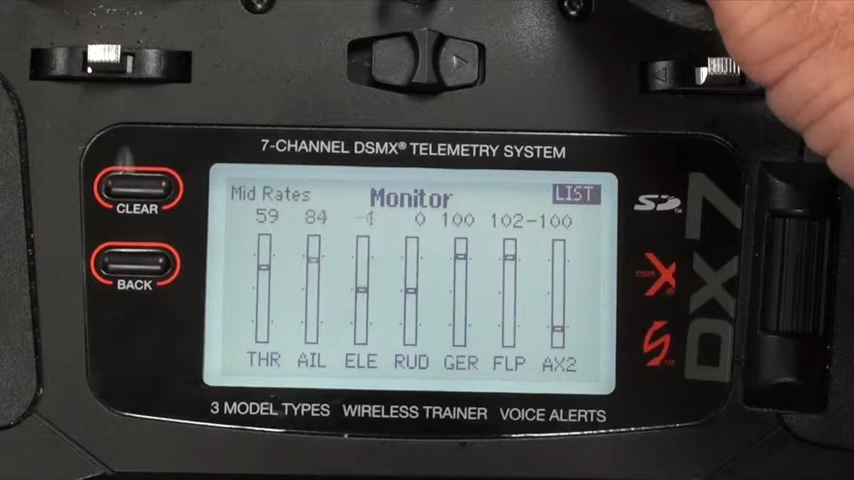 7-CHANNEL DSMX® TELEMETRY SYSTEM
CLEAR
BACK
Mid Rates
Monitor
LIST
59 84 -4 0 100 102-100
THR AIL ELE RUD GER FLP AX2
SD
DSM X
DX7
3 MODEL TYPES WIRELESS TRAINER VOICE ALERTS